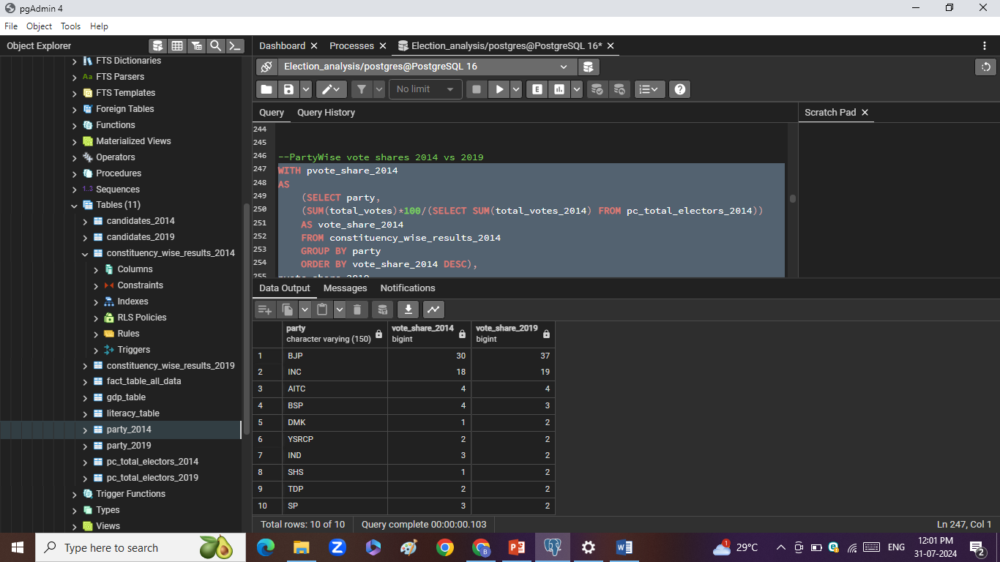 pgAdmin 4
File Object Tools Help
Object Explorer
FTS Dictionaries
Aa FTS Parsers
FTS Templates
Foreign Tables
Functions
Materialized Views
Operators
Procedures
1..3 Sequences
Tables (11)
candidates_2014
candidates_2019
constituency_wise_results_2014
Columns
Constraints
Indexes
RLS Policies
Rules
Triggers
constituency_wise_results_2019
fact_table_all_data
gdp_table
literacy_table
party_2014
party_2019
pc_total_electors_2014
pc_total_electors_2019
Trigger Functions
Types
Views
Dashboard Processes Election_analysis/postgres@PostgreSQL 16*
Election_analysis/postgres@PostgreSQL 16
No limit E
Query Query History
Scratch Pad
244
245
246 --PartyWise vote shares 2014 vs 2019
247 WITH pvote_share_2014
248 AS
249 (SELECT party,
250 (SUM(total_votes)*100/(SELECT SUM(total_votes_2014) FROM pc_total_electors_2014))
251 AS vote_share_2014
252 FROM constituency_wise_results_2014
253 GROUP BY party
254 ORDER BY vote_share_2014 DESC),
255
Data Output Messages Notifications
party vote_share_2014 vote_share_2019
character varying (150) bigint bigint
1 BJP 30 37
2 INC 18 19
3 AITC 4 4
4 BSP 4 3
5 DMK 1 2
6 YSRCP 2 2
7 IND 3 2
8 SHS 1 2
9 TDP 2 2
10 SP 3 2
Total rows: 10 of 10 Query complete 00:00:00.103 Ln 247, Col 1
Type here to search
1 29°C ENG 12:01 PM
31-07-2024 2